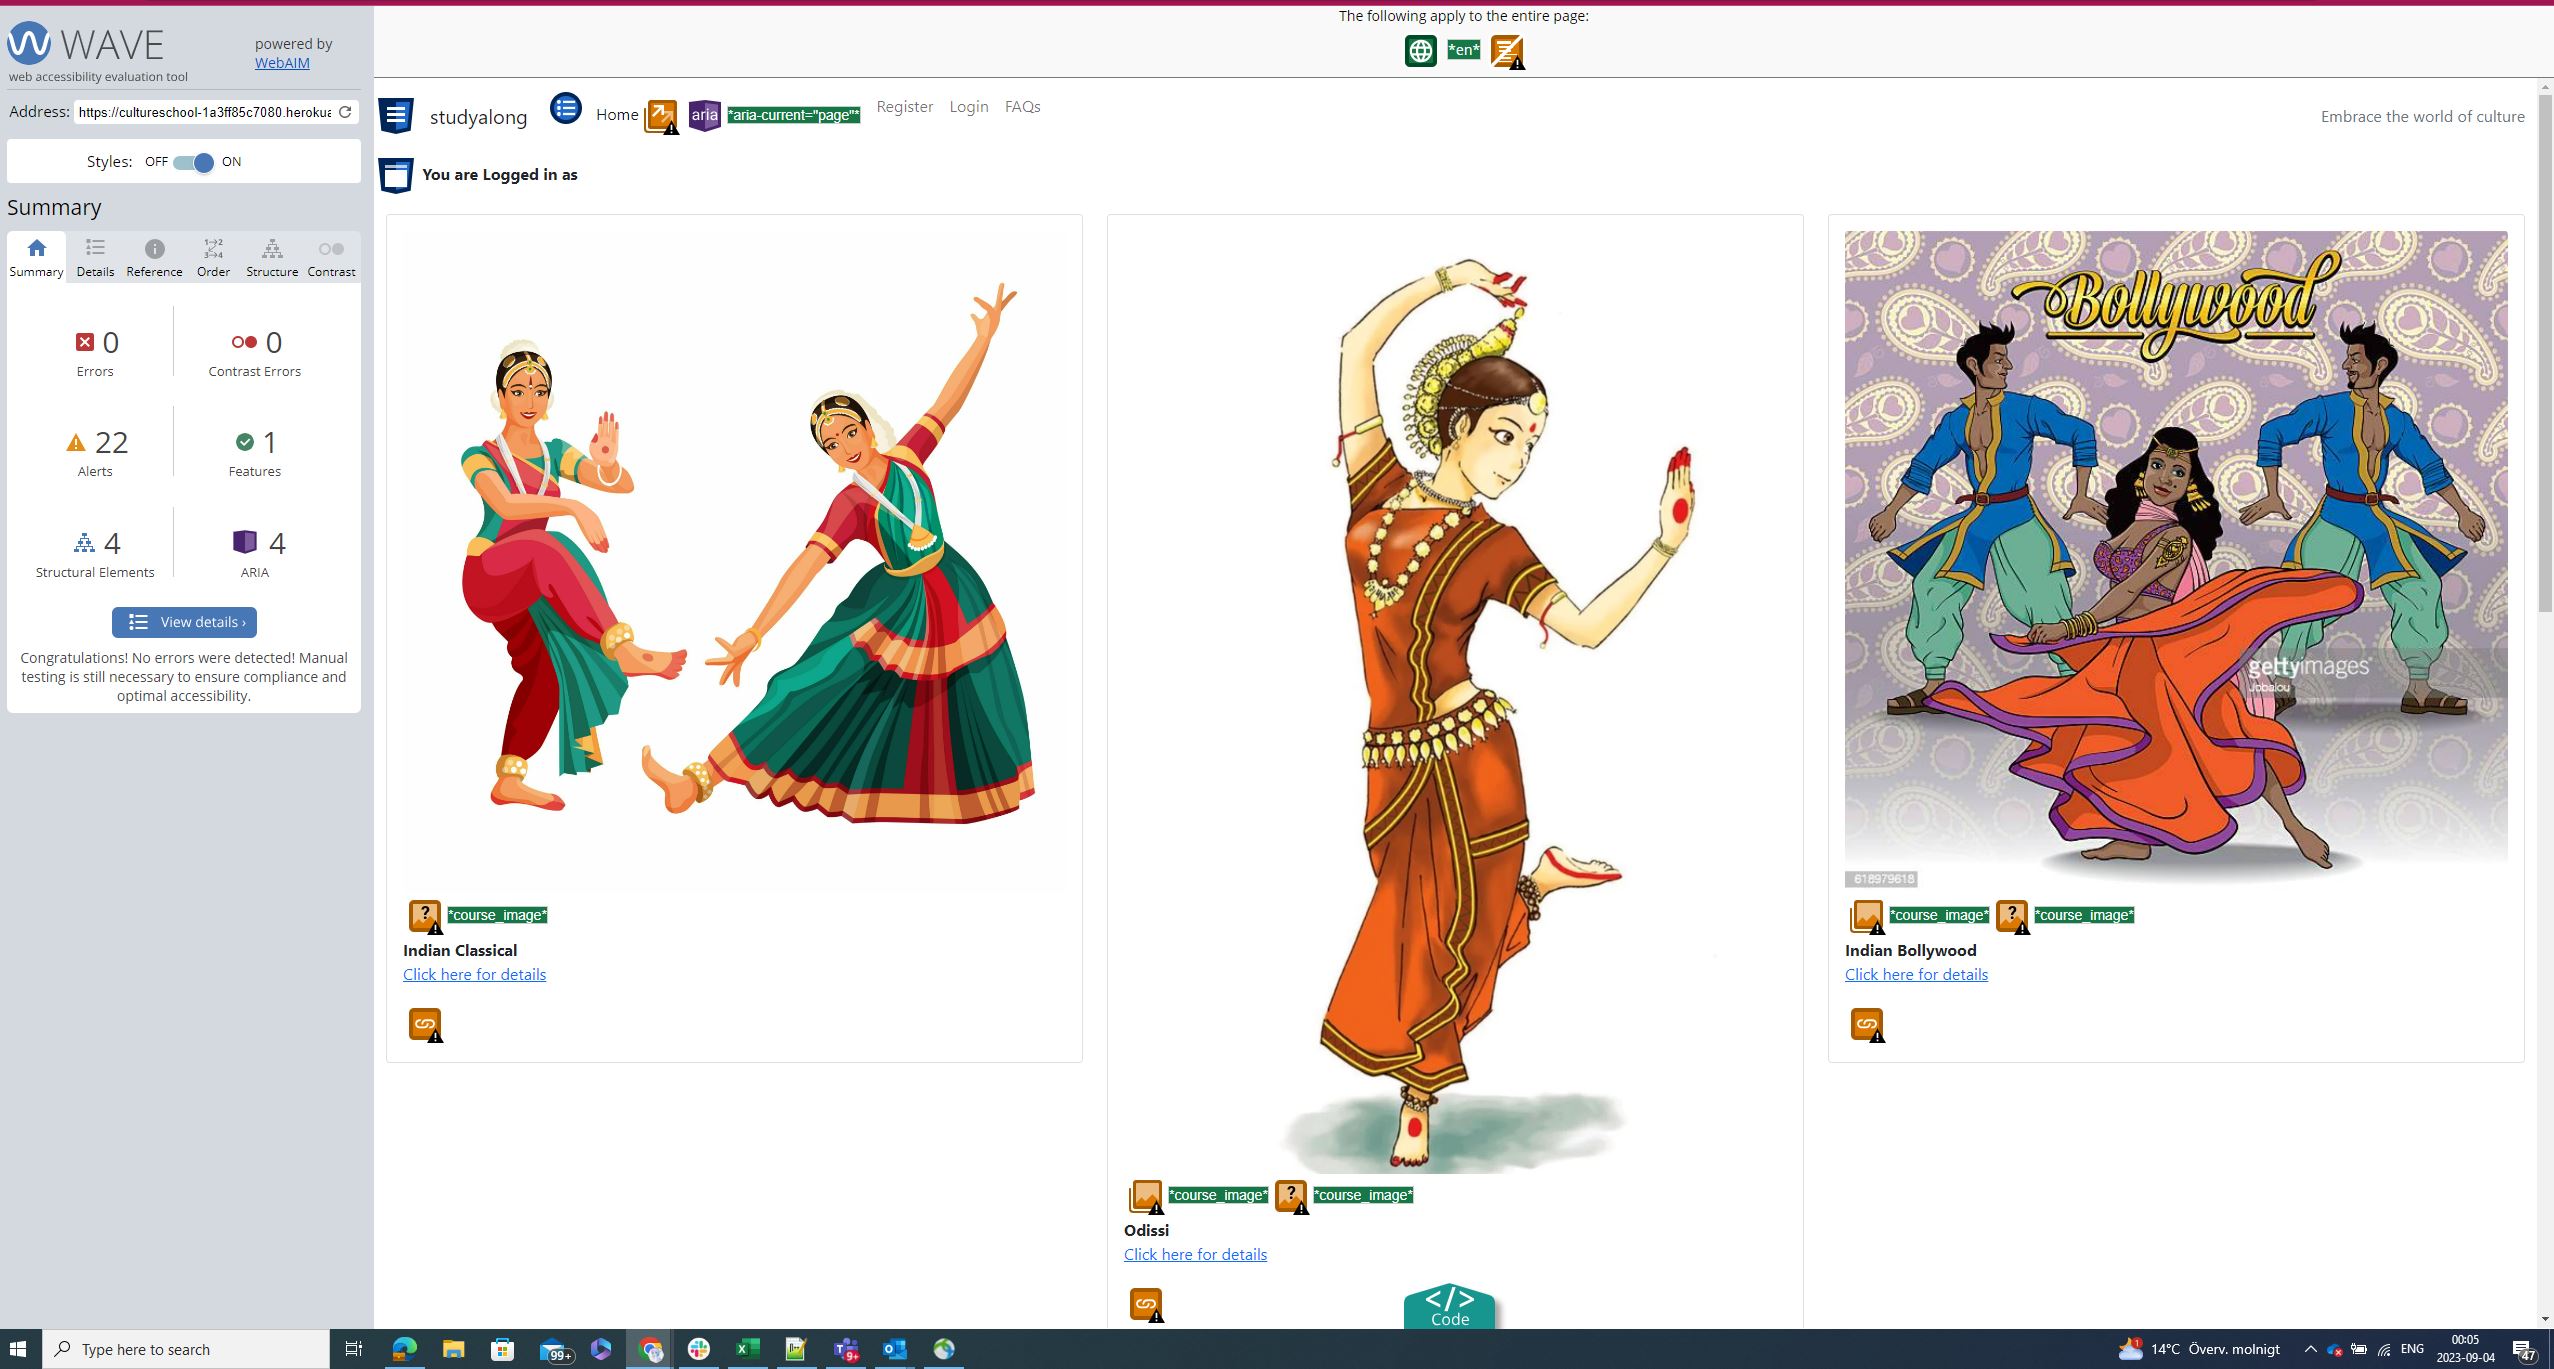 WAVE
powered by
WebAIM
web accessibility evaluation tool
Address: https://cultureschool-1a3ff85c7080.herokua
Styles: OFF ON
Summary
Summary Details Reference Order Structure Contrast
0
Errors
0
Contrast Errors
22
Alerts
1
Features
4
Structural Elements
4
ARIA
View details ›
Congratulations! No errors were detected! Manual
testing is still necessary to ensure compliance and
optimal accessibility.
The following apply to the entire page:
*en*
studyalong Home aria *aria-current="page"* Register Login FAQs
Embrace the world of culture
You are Logged in as
*course_image*
Indian Classical
Click here for details
*course_image* *course_image*
Odissi
Click here for details
Bollywood
gettyimages
Jobalou
618979618
*course_image* *course_image*
Indian Bollywood
Click here for details
</>
Code
Type here to search
99+
9+
1
14°C Överv. molnigt
ENG
00:05
2023-09-04
47